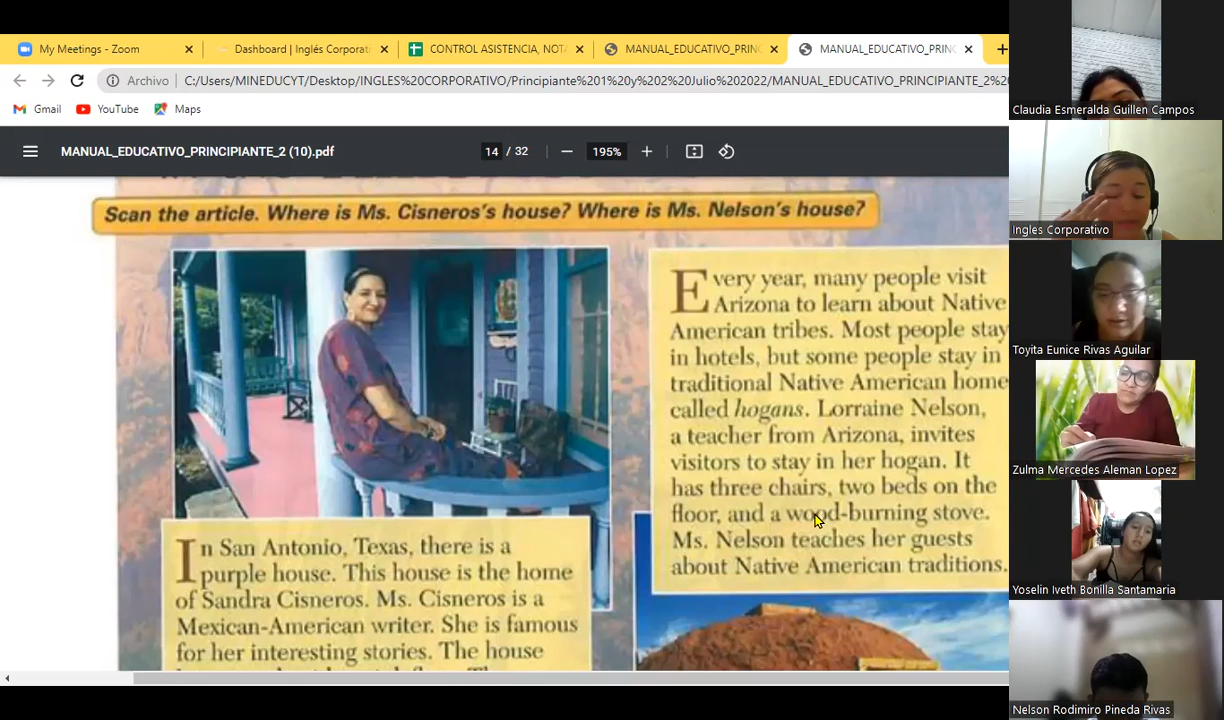 My Meetings - Zoom
Dashboard | Inglés Corporati
CONTROL ASISTENCIA, NOTA
MANUAL_EDUCATIVO_PRINC
MANUAL_EDUCATIVO_PRINC
Archivo
C:/Users/MINEDUCYT/Desktop/INGLES%20CORPORATIVO/Principiante%201%20y%202%20Julio%202022/MANUAL_EDUCATIVO_PRINCIPIANTE_2%2
Gmail
YouTube
Maps
MANUAL_EDUCATIVO_PRINCIPIANTE_2 (10).pdf
14 / 32
195%
Scan the article. Where is Ms. Cisneros's house? Where is Ms. Nelson's house?
Every year, many people visit
Arizona to learn about Native
American tribes. Most people stay
in hotels, but some people stay in
traditional Native American home
called hogans. Lorraine Nelson,
a teacher from Arizona, invites
visitors to stay in her hogan. It
has three chairs, two beds on the
floor, and a wood-burning stove.
Ms. Nelson teaches her guests
about Native American traditions.
In San Antonio, Texas, there is a
purple house. This house is the home
of Sandra Cisneros. Ms. Cisneros is a
Mexican-American writer. She is famous
for her interesting stories. The house
Claudia Esmeralda Guillen Campos
Ingles Corporativo
Toyita Eunice Rivas Aguilar
Zulma Mercedes Aleman Lopez
Yoselin Iveth Bonilla Santamaria
Nelson Rodimiro Pineda Rivas